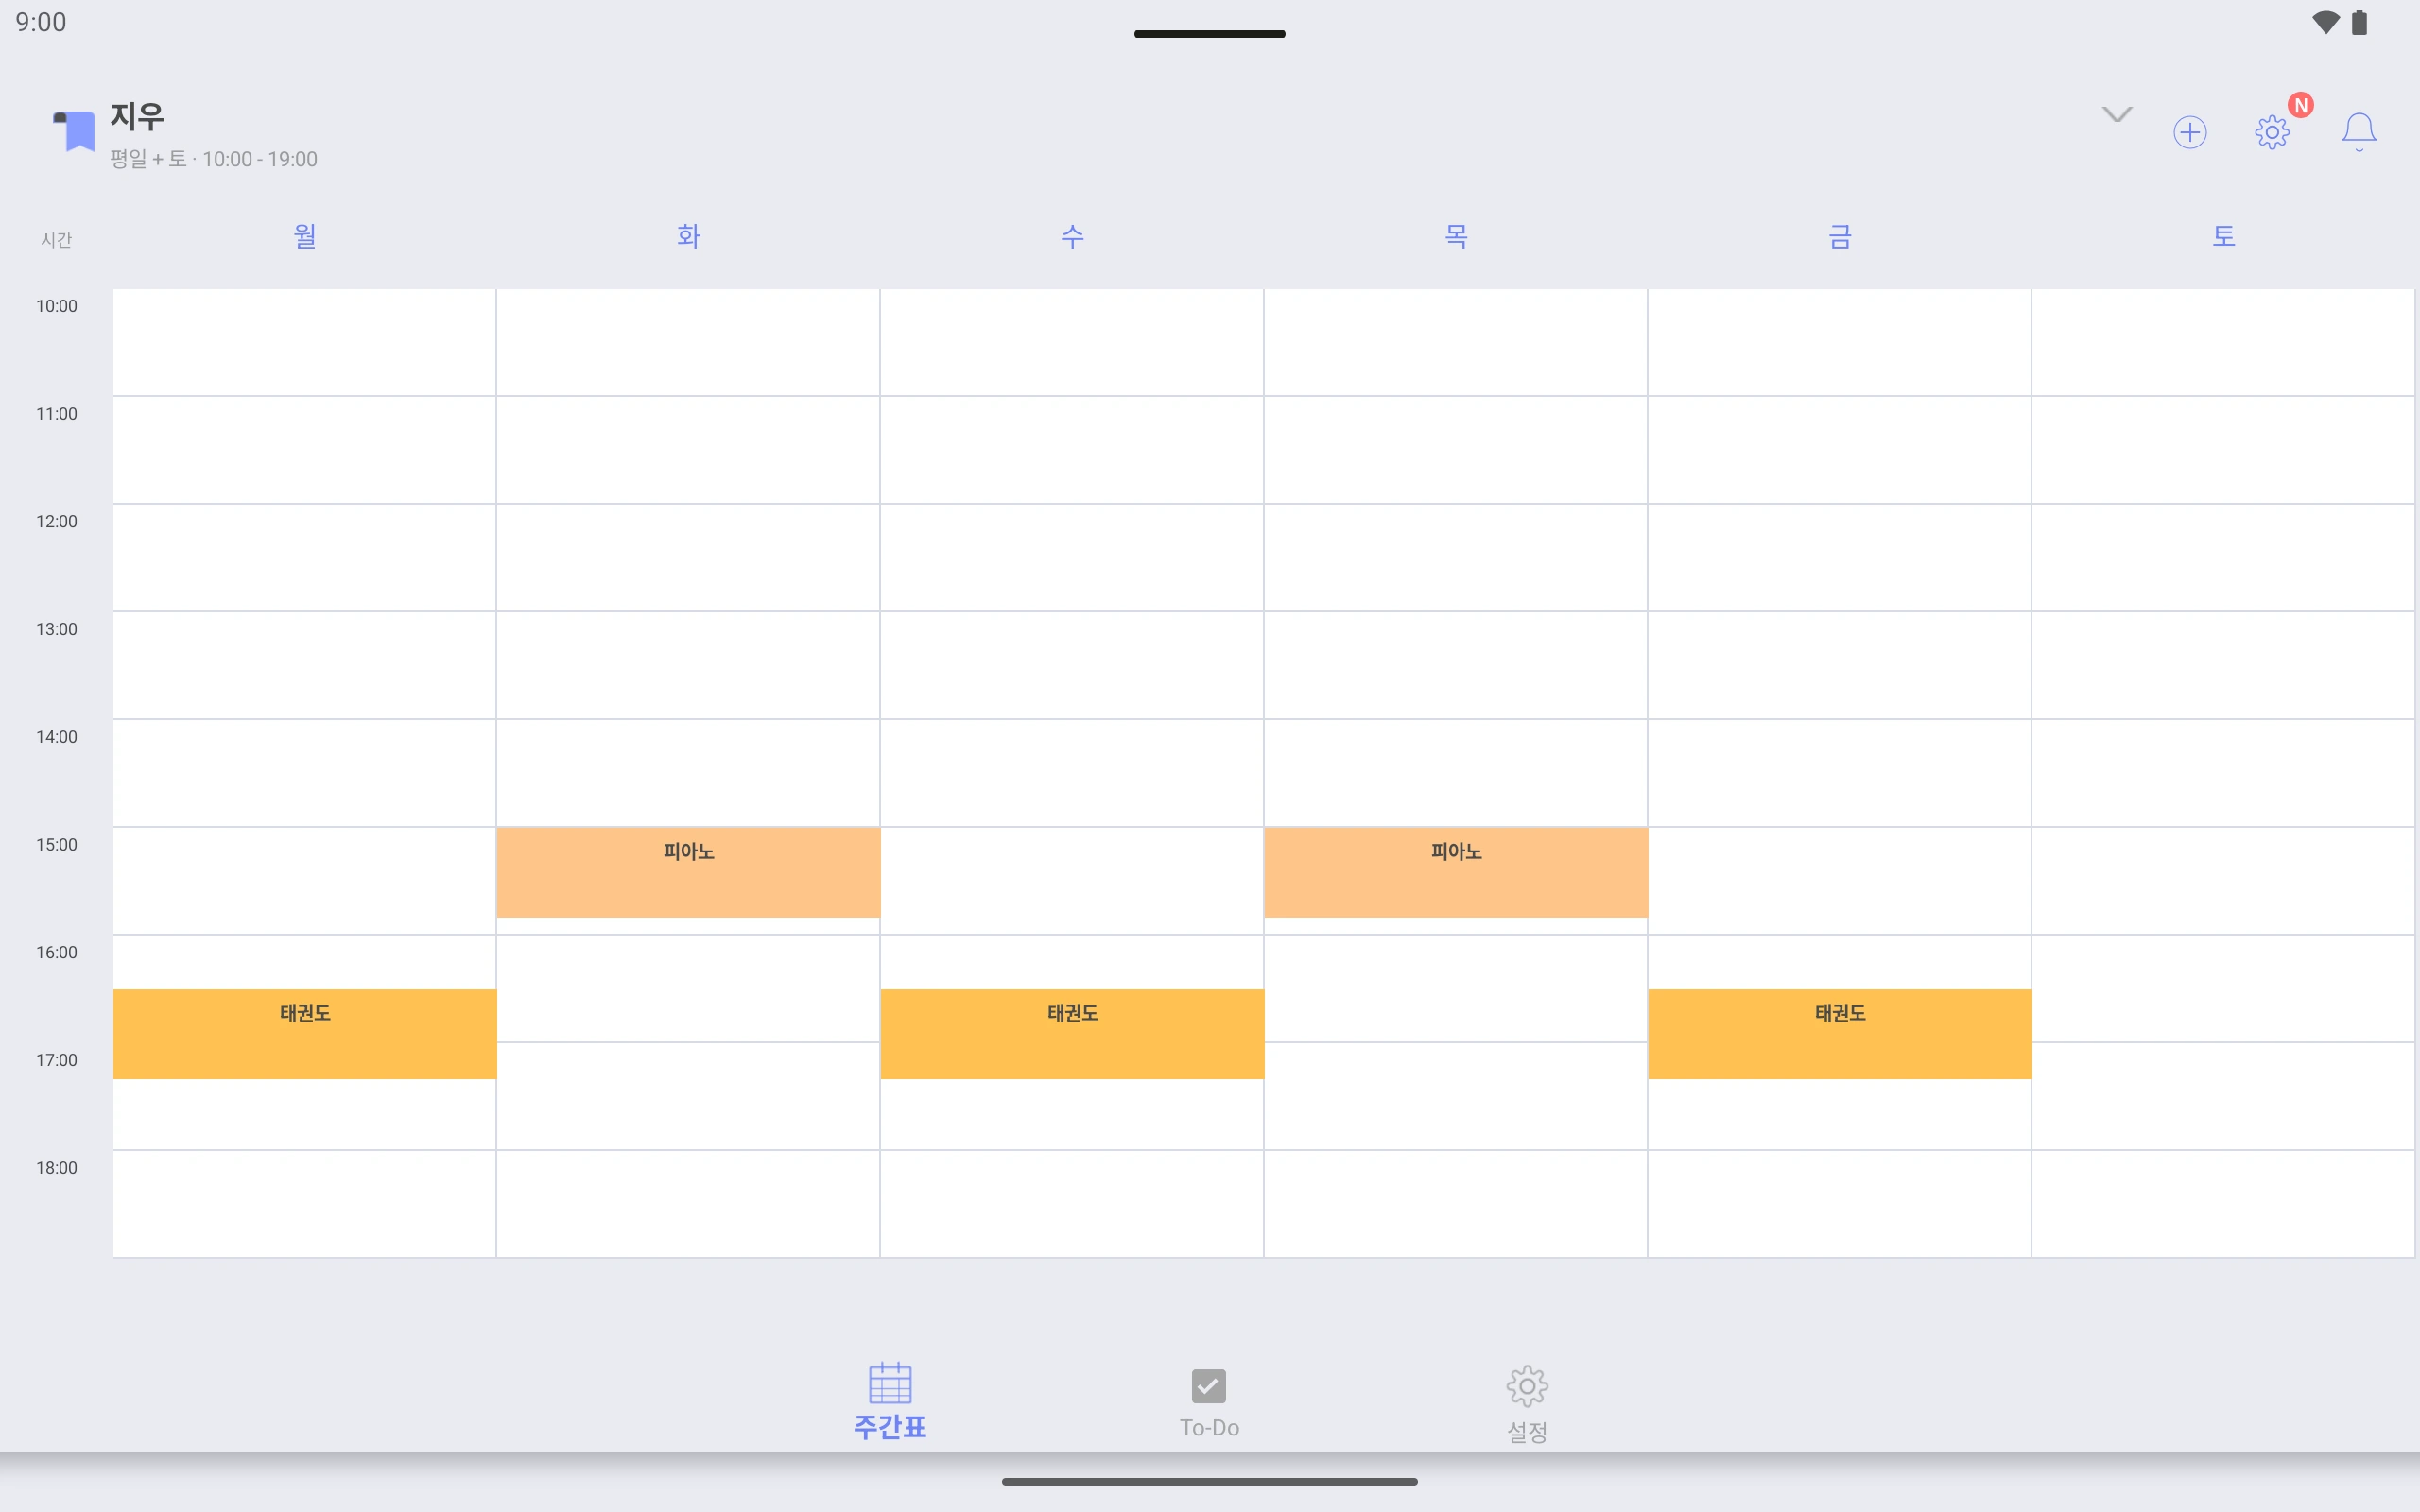 9:00
지우
N
평일 + 토 · 10:00 - 19:00
시간 월 화 수 목 금 토
10:00
11:00
12:00
13:00
14:00
15:00
피아노 피아노
16:00
태권도 태권도 태권도
17:00
18:00
주간표 To-Do 설정